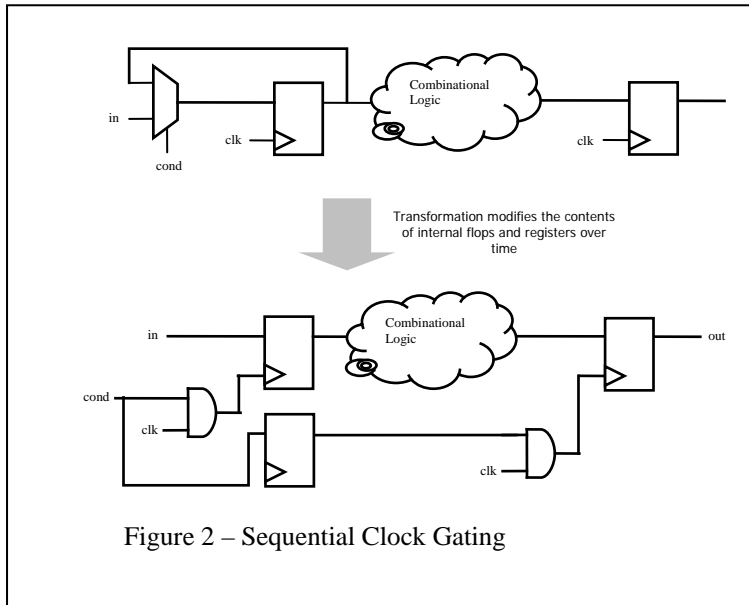 in
cond
clk
Combinational
Logic
clk
Transformation modifies the contents
of internal flops and registers over
time
in
cond
clk
Combinational
Logic
clk
out
Figure 2 – Sequential Clock Gating